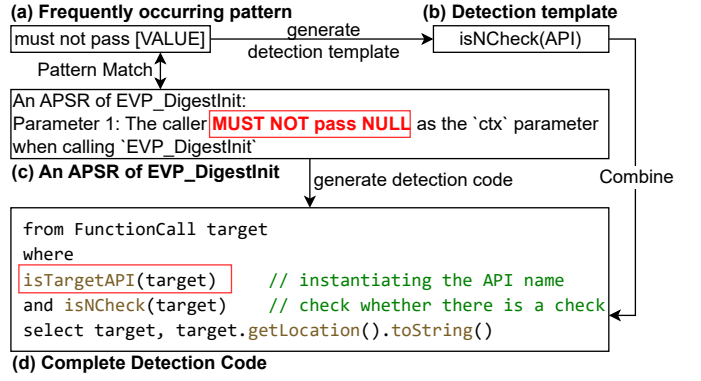 (a) Frequently occurring pattern
(b) Detection template
must not pass [VALUE]
generate
detection template
isNCheck(API)
Pattern Match
An APSR of EVP_DigestInit:
Parameter 1: The caller MUST NOT pass NULL as the `ctx` parameter
when calling `EVP_DigestInit`
(c) An APSR of EVP_DigestInit
generate detection code
Combine
from FunctionCall target
where
isTargetAPI(target) // instantiating the API name
and isNCheck(target) // check whether there is a check
select target, target.getLocation().toString()
(d) Complete Detection Code